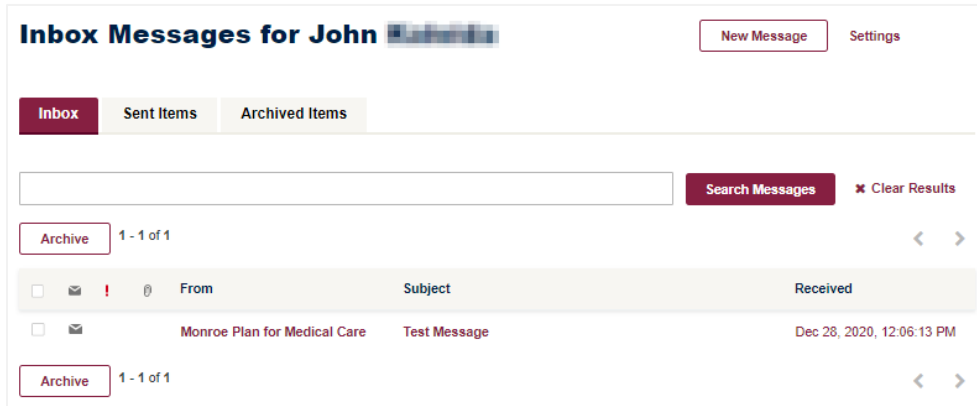 Inbox Messages for John
New Message
Settings
Inbox
Sent Items
Archived Items
Search Messages
✖ Clear Results
Archive
1 - 1 of 1
! From Subject Received
Monroe Plan for Medical Care Test Message Dec 28, 2020, 12:06:13 PM
Archive
1 - 1 of 1